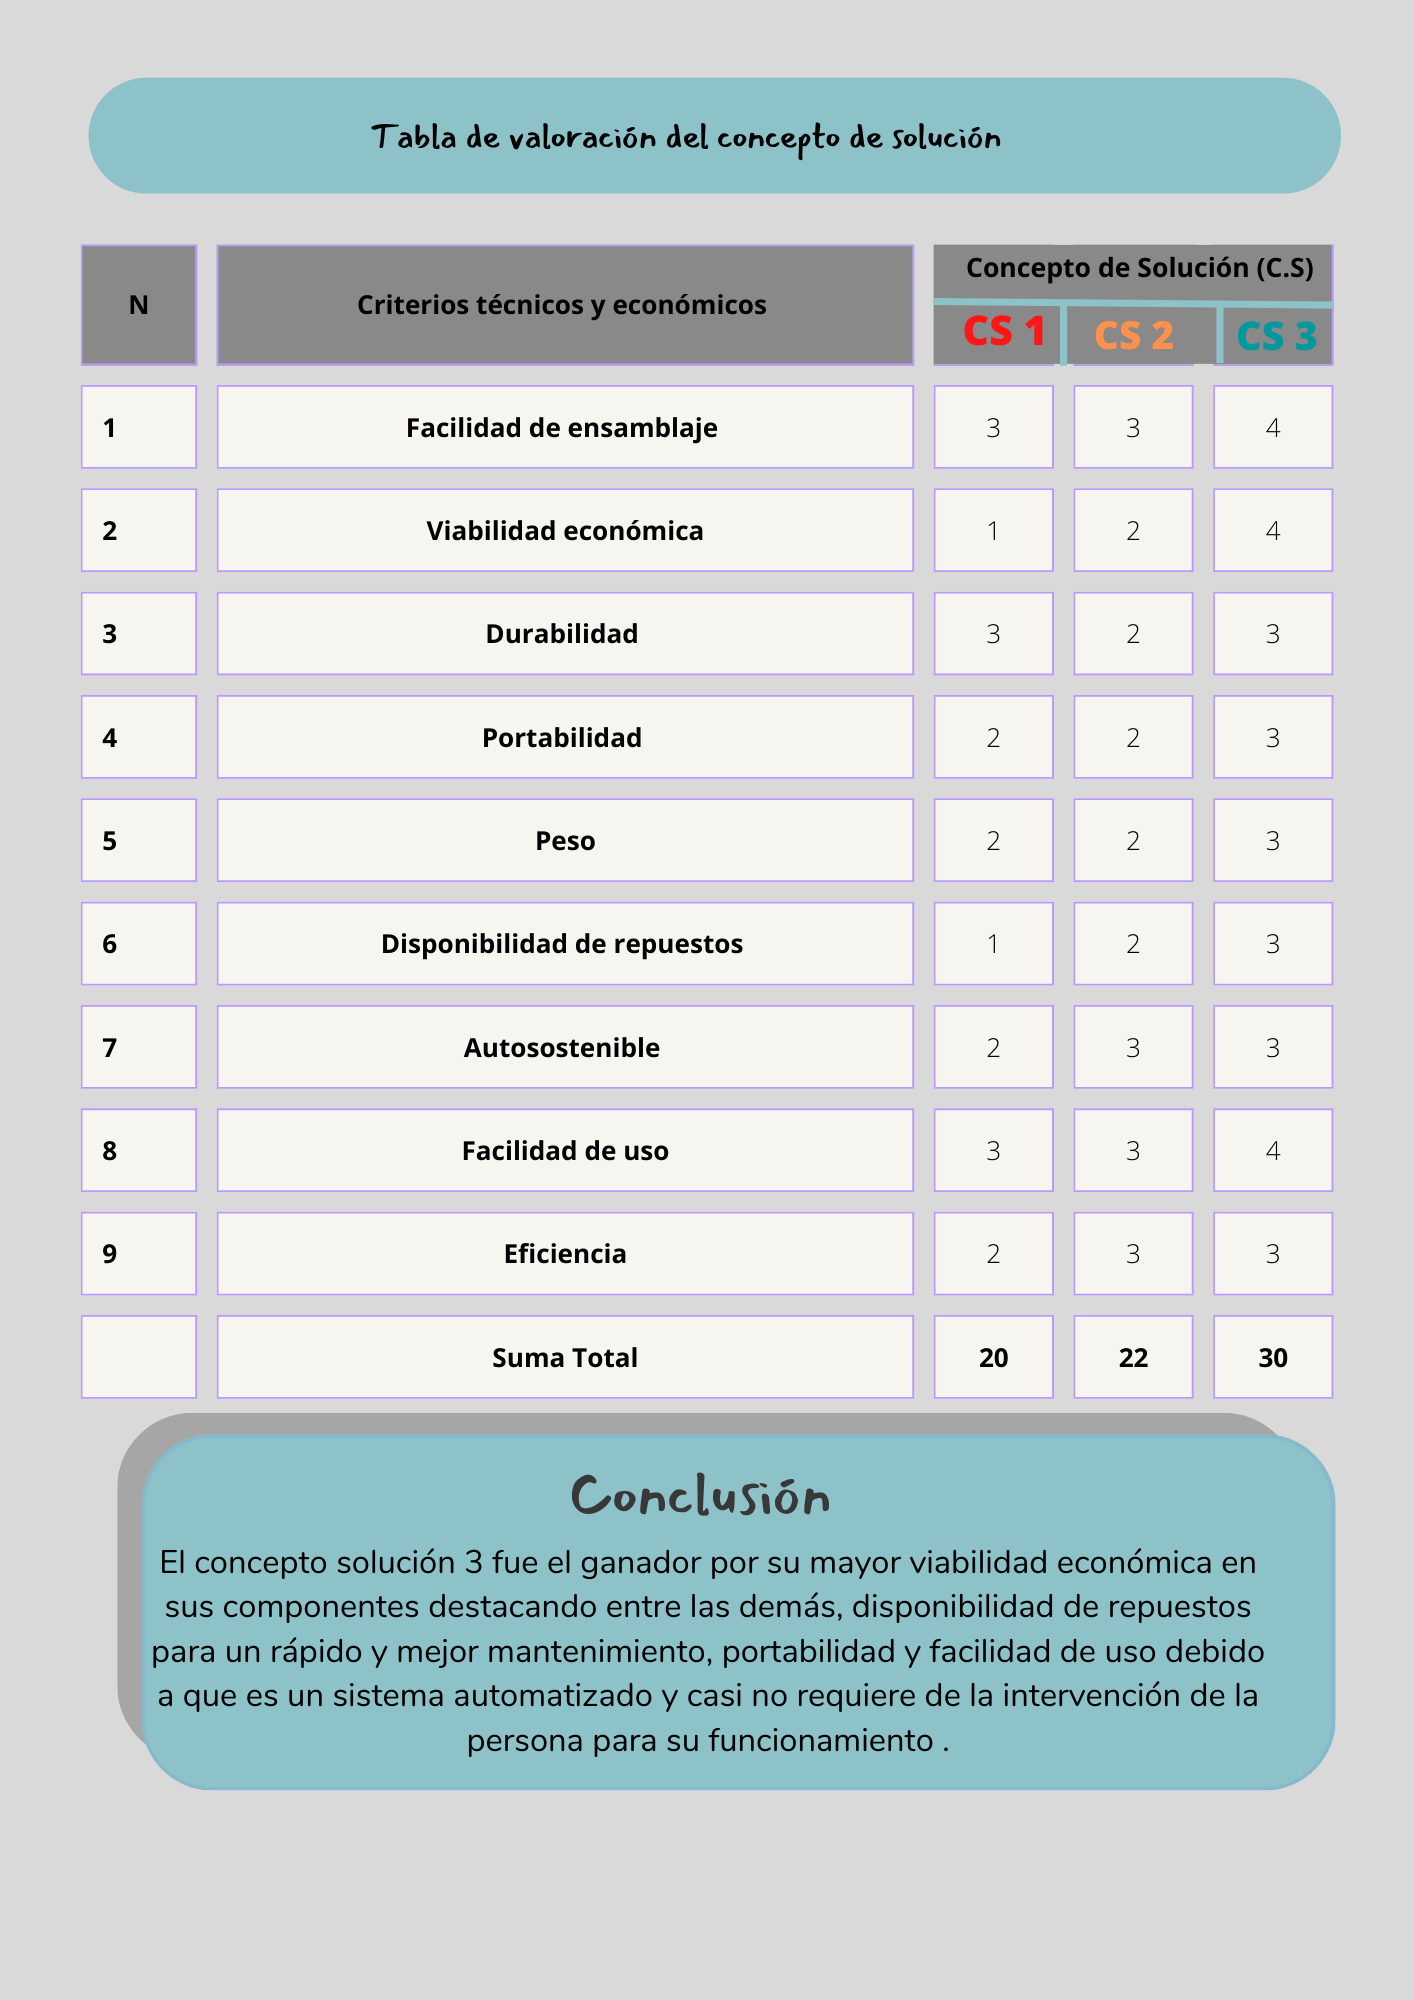 Tabla de valoración del concepto de solución
N Criterios técnicos y económicos Concepto de Solución (C.S)
CS 1 CS 2 CS 3
1 Facilidad de ensamblaje 3 3 4
2 Viabilidad económica 1 2 4
3 Durabilidad 3 2 3
4 Portabilidad 2 2 3
5 Peso 2 2 3
6 Disponibilidad de repuestos 1 2 3
7 Autosostenible 2 3 3
8 Facilidad de uso 3 3 4
9 Eficiencia 2 3 3
Suma Total 20 22 30
Conclusión
El concepto solución 3 fue el ganador por su mayor viabilidad económica en
sus componentes destacando entre las demás, disponibilidad de repuestos
para un rápido y mejor mantenimiento, portabilidad y facilidad de uso debido
a que es un sistema automatizado y casi no requiere de la intervención de la
persona para su funcionamiento .